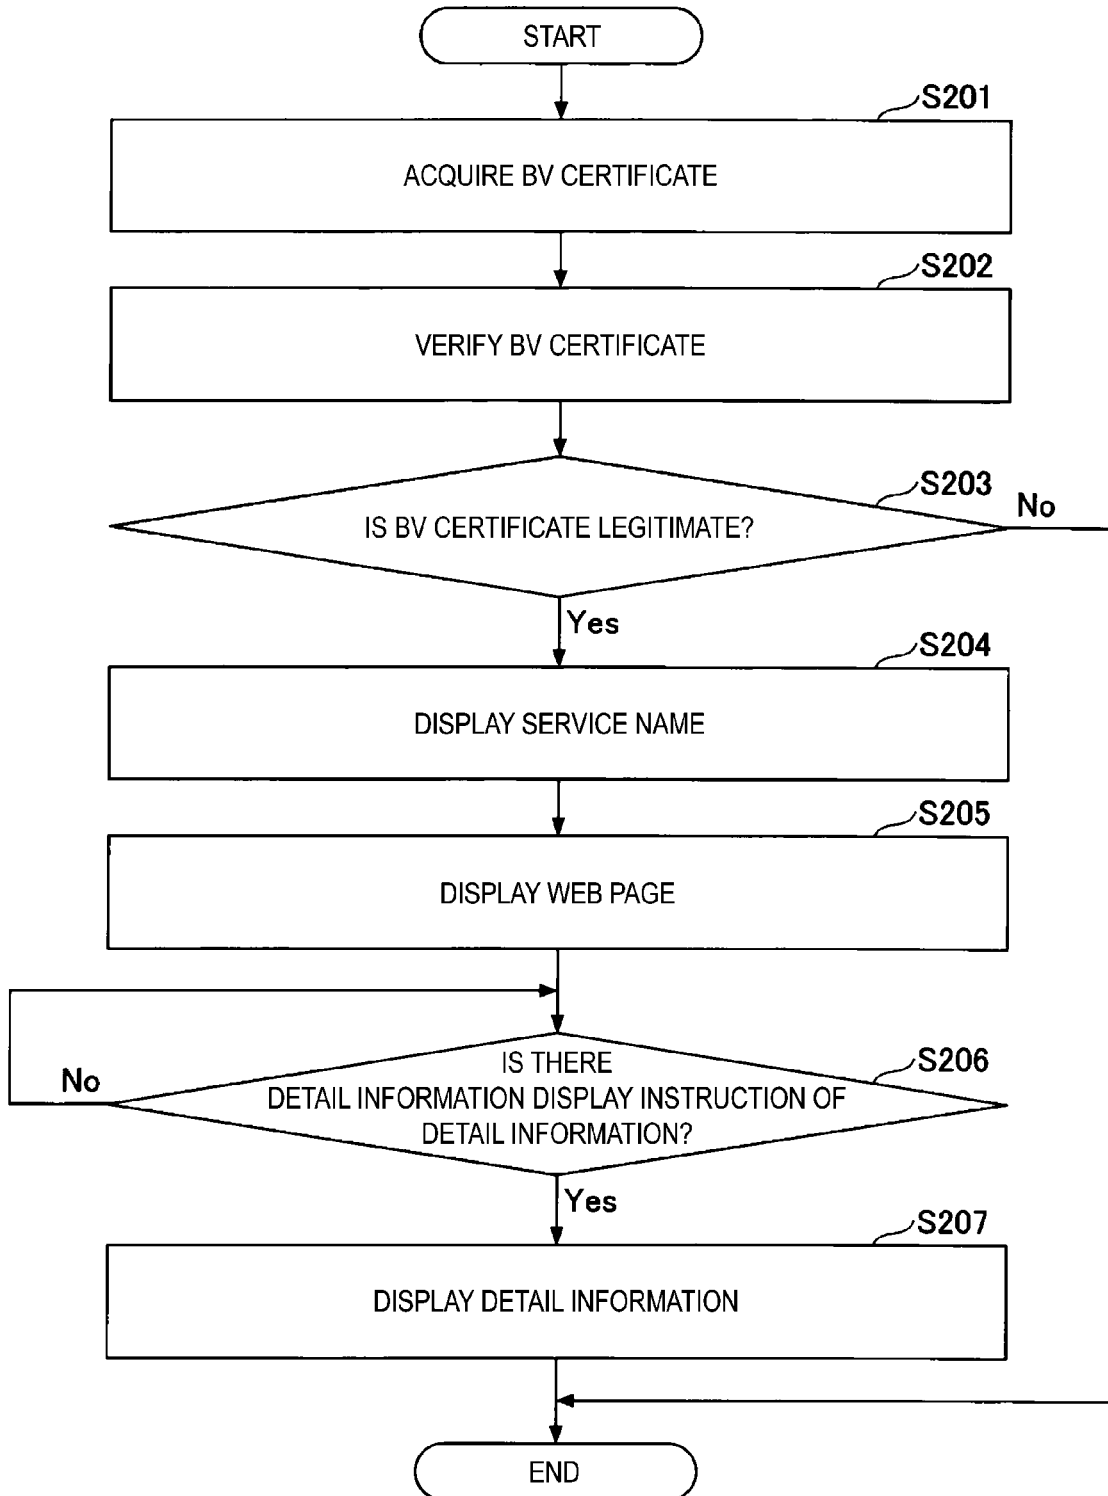 START
S201
ACQUIRE BV CERTIFICATE
S202
VERIFY BV CERTIFICATE
S203
No
IS BV CERTIFICATE LEGITIMATE?
Yes
S204
DISPLAY SERVICE NAME
S205
DISPLAY WEB PAGE
S206
No
IS THERE
DETAIL INFORMATION DISPLAY INSTRUCTION OF
DETAIL INFORMATION?
Yes
S207
DISPLAY DETAIL INFORMATION
END